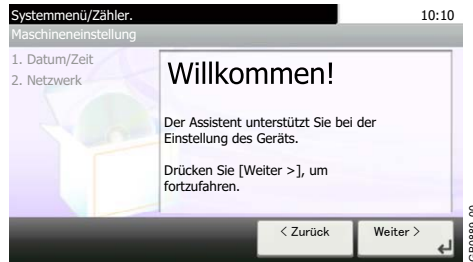 Systemmenü/Zähler.
10:10
Maschineneinstellung
1. Datum/Zeit
2. Netzwerk
Willkommen!
Der Assistent unterstützt Sie bei der
Einstellung des Geräts.
Drücken Sie [Weiter >], um
fortzufahren.
< Zurück
Weiter >
GB0889_00